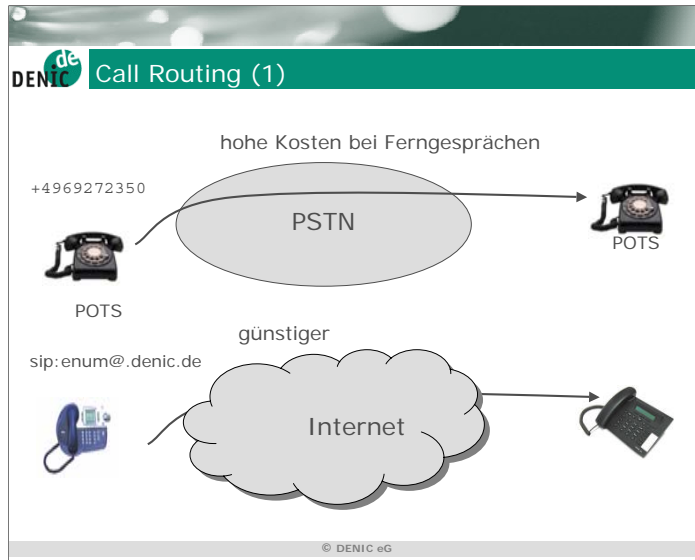 de
DENIC
Call Routing (1)
hohe Kosten bei Ferngesprächen
+4969272350
PSTN
POTS
POTS
günstiger
sip:enum@.denic.de
Internet
© DENIC eG